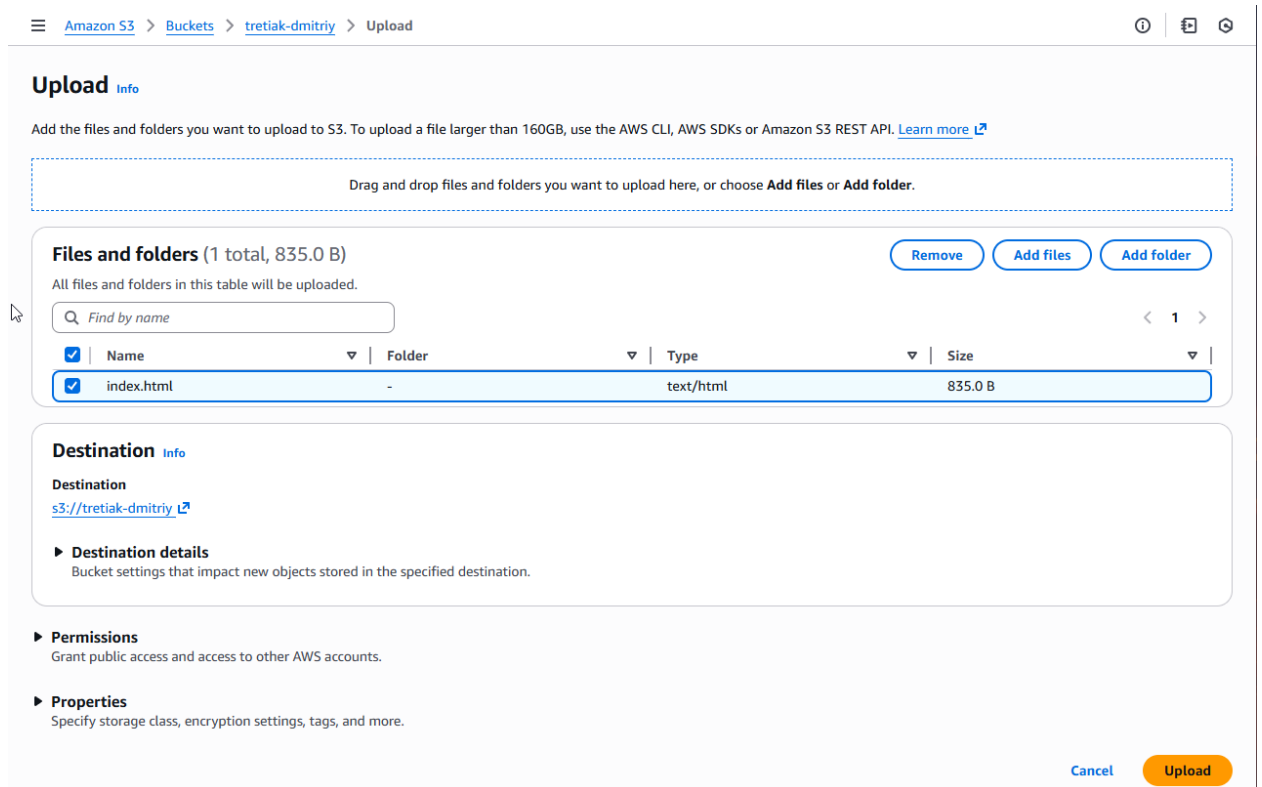 Amazon S3 > Buckets > tretiak-dmitriy > Upload
Upload Info
Add the files and folders you want to upload to S3. To upload a file larger than 160GB, use the AWS CLI, AWS SDKs or Amazon S3 REST API. Learn more
Drag and drop files and folders you want to upload here, or choose Add files or Add folder.
Files and folders (1 total, 835.0 B)
Remove Add files Add folder
All files and folders in this table will be uploaded.
Find by name
< 1 >
Name Folder Type Size
index.html - text/html 835.0 B
Destination Info
Destination
s3://tretiak-dmitriy
Destination details
Bucket settings that impact new objects stored in the specified destination.
Permissions
Grant public access and access to other AWS accounts.
Properties
Specify storage class, encryption settings, tags, and more.
Cancel Upload